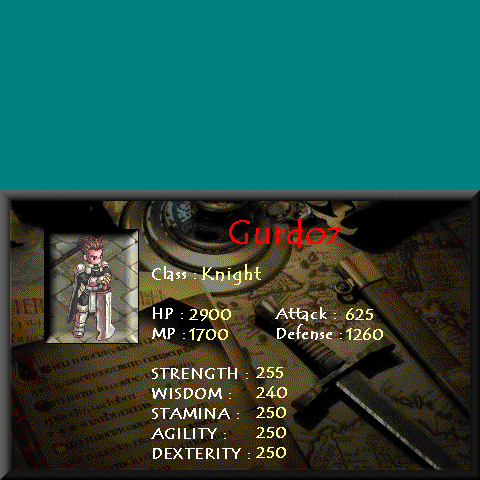 Gurdo7
Class : Knight
HP : 2900 Attack : 625
MP : 1700 Defense : 1260
STRENGTH : 255
WISDOM : 240
STAMINA : 250
AGILITY : 250
DEXTERITY : 250